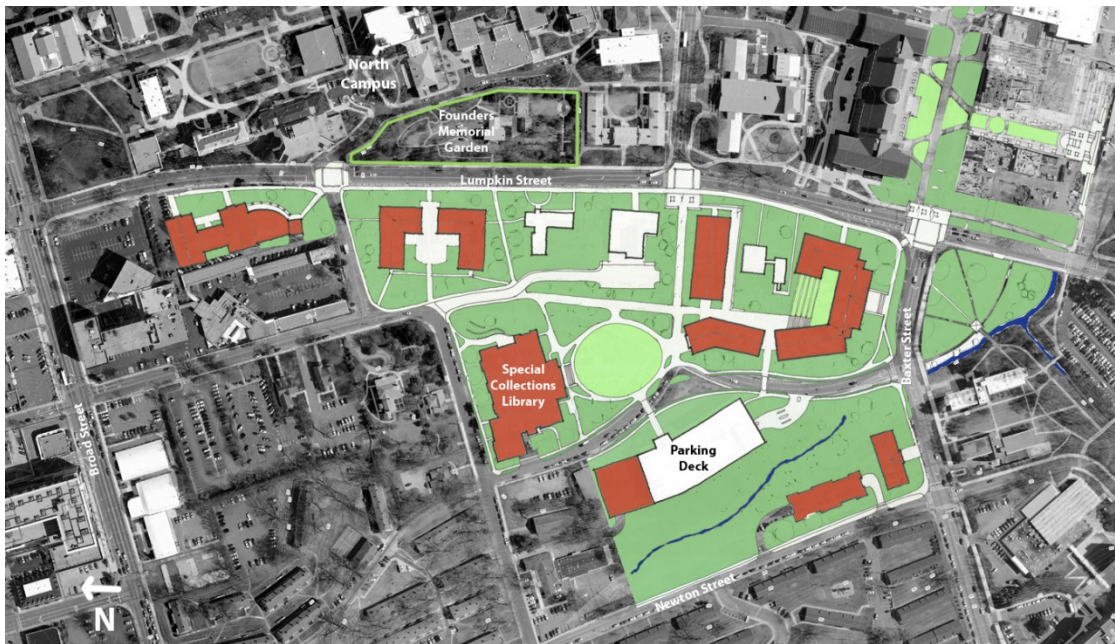 North
Campus
Founders
Memorial
Garden
Lumpkin Street
Special
Collections
Library
Baxter Street
Broad Street
Parking
Deck
Newton Street
N